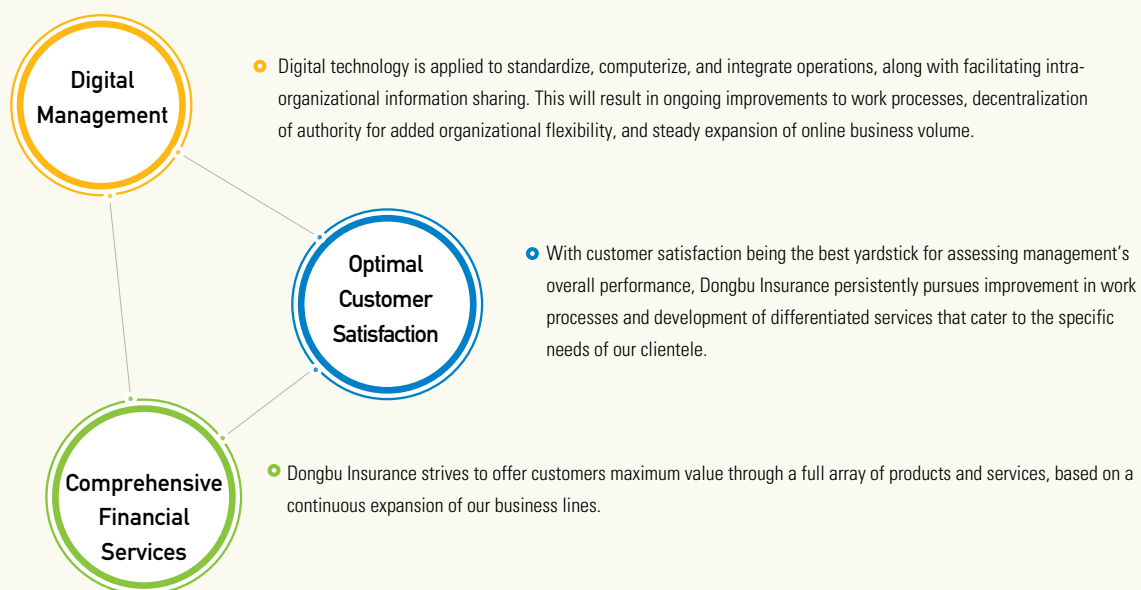 Digital
Management
Digital technology is applied to standardize, computerize, and integrate operations, along with facilitating intra-
organizational information sharing. This will result in ongoing improvements to work processes, decentralization
of authority for added organizational flexibility, and steady expansion of online business volume.
Optimal
Customer
Satisfaction
With customer satisfaction being the best yardstick for assessing management's
overall performance, Dongbu Insurance persistently pursues improvement in work
processes and development of differentiated services that cater to the specific
needs of our clientele.
Comprehensive
Financial
Services
Dongbu Insurance strives to offer customers maximum value through a full array of products and services, based on a
continuous expansion of our business lines.